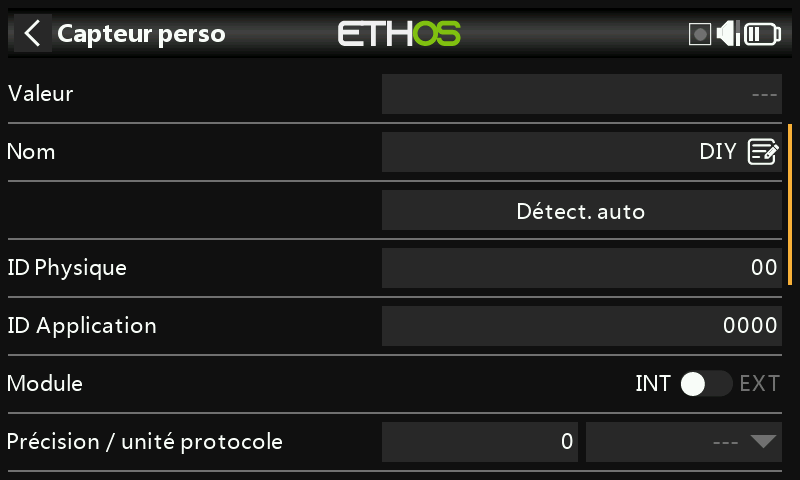 Capteur perso ETHOS
Valeur ---
Nom DIY
Détect. auto
ID Physique 00
ID Application 0000
Module INT EXT
Précision / unité protocole 0 ---